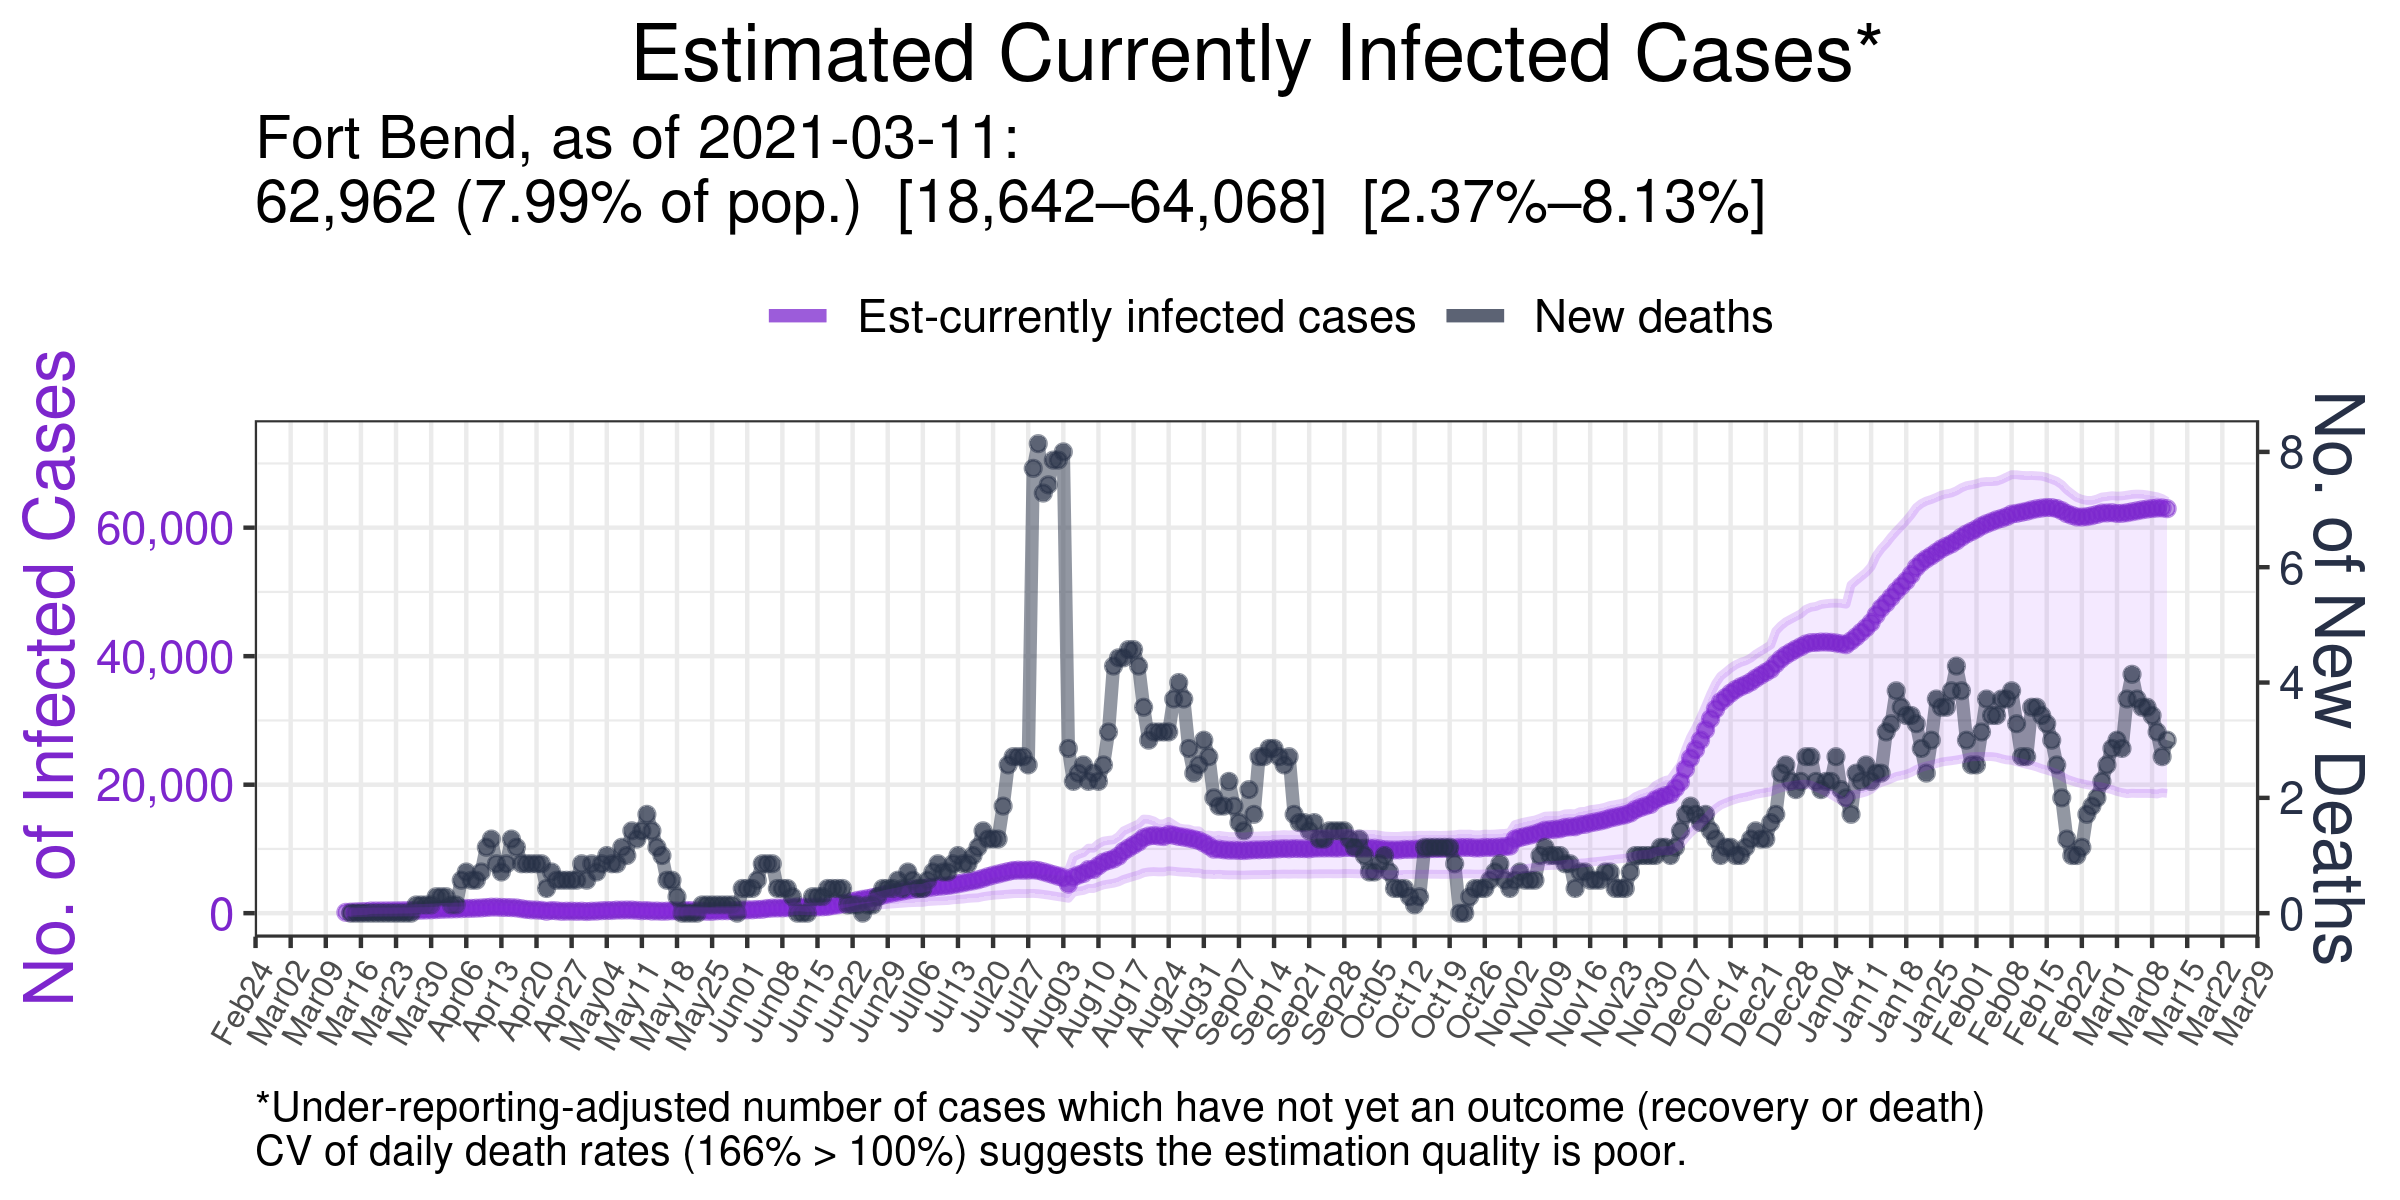 Estimated Currently Infected Cases*
Fort Bend, as of 2021-03-11:
62,962 (7.99% of pop.) [18,642–64,068] [2.37%–8.13%]
Est-currently infected cases New deaths
No. of Infected Cases
60,000
40,000
20,000
0
8
6
4
2
0
No. of New Deaths
Feb24 Mar02 Mar09 Mar16 Mar23 Mar30 Apr06 Apr13 Apr20 Apr27 May04 May11 May18 May25 Jun01 Jun08 Jun15 Jun22 Jun29 Jul06 Jul13 Jul20 Jul27 Aug03 Aug10 Aug17 Aug24 Aug31 Sep07 Sep14 Sep21 Sep28 Oct05 Oct12 Oct19 Oct26 Nov02 Nov09 Nov16 Nov23 Nov30 Dec07 Dec14 Dec21 Dec28 Jan04 Jan11 Jan18 Jan25 Feb01 Feb08 Feb15 Feb22 Mar01 Mar08 Mar15 Mar22 Mar29
*Under-reporting-adjusted number of cases which have not yet an outcome (recovery or death)
CV of daily death rates (166% > 100%) suggests the estimation quality is poor.